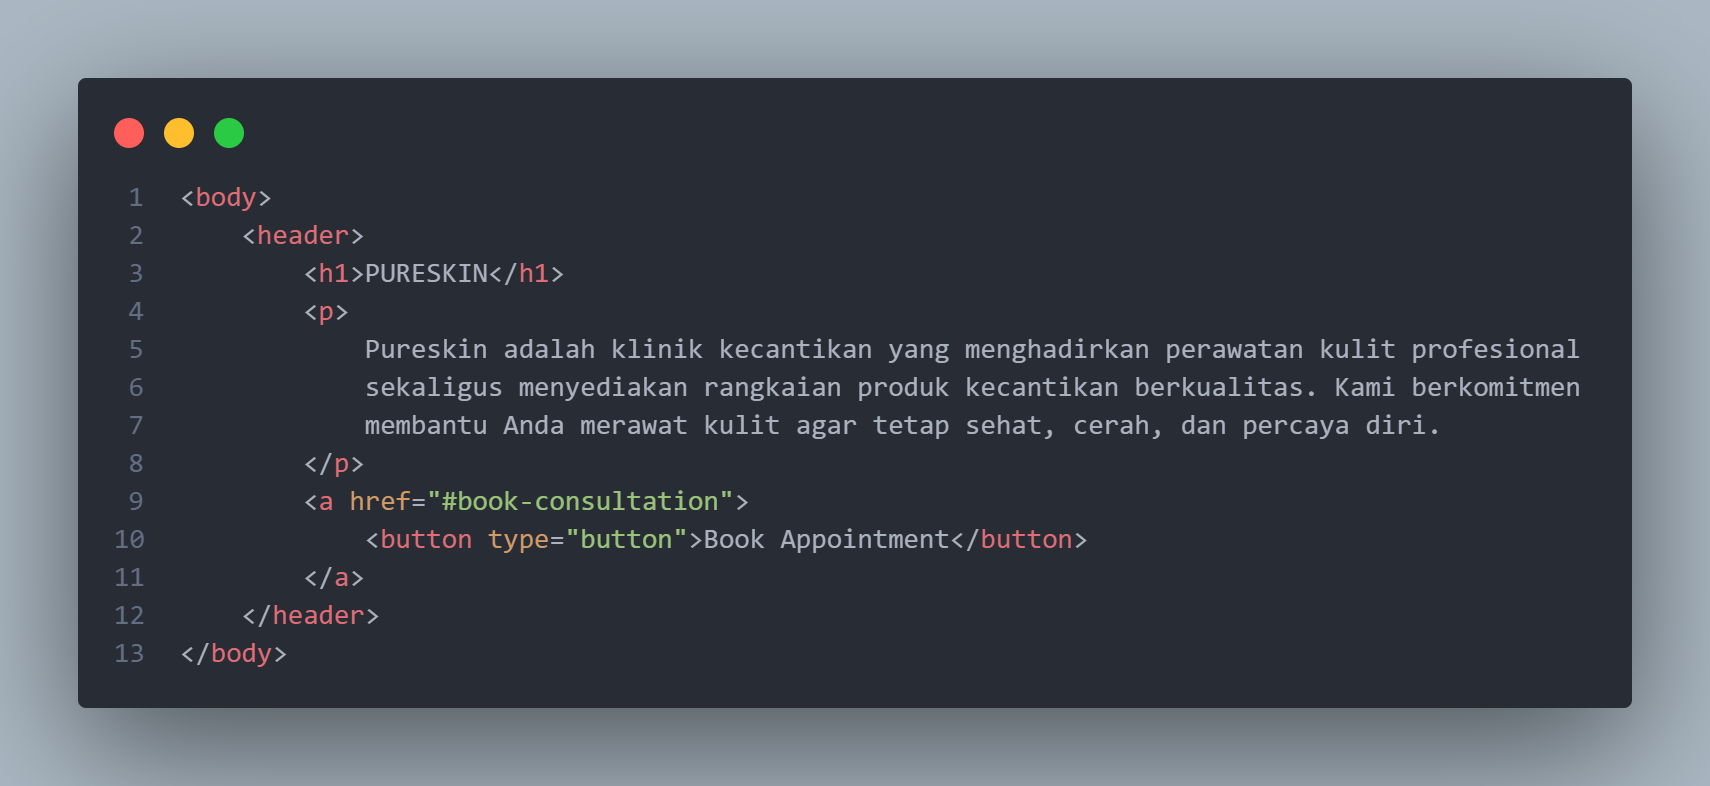 1 <body>
2     <header>
3         <h1>PURESKIN</h1>
4         <p>
5             Pureskin adalah klinik kecantikan yang menghadirkan perawatan kulit profesional
6             sekaligus menyediakan rangkaian produk kecantikan berkualitas. Kami berkomitmen
7             membantu Anda merawat kulit agar tetap sehat, cerah, dan percaya diri.
8         </p>
9         <a href="#book-consultation">
10             <button type="button">Book Appointment</button>
11         </a>
12     </header>
13 </body>